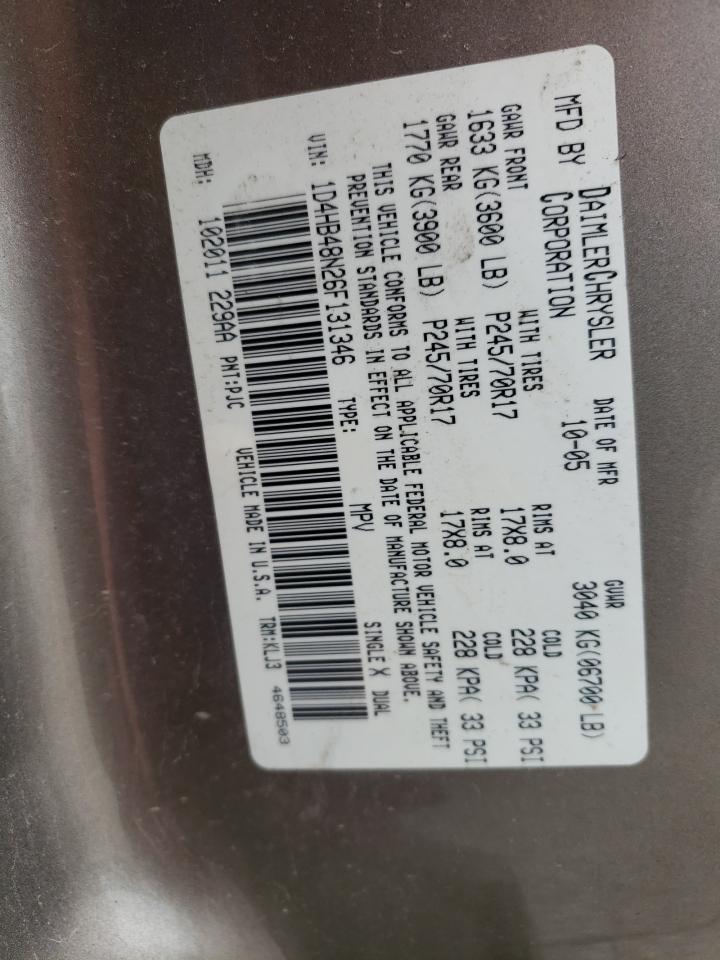 MFD BY DAIMLERCHRYSLER CORPORATION DATE OF MFR 10-05 GVWR 3040 KG(06700 LB)
GAWR FRONT WITH TIRES RIMS AT COLD
1633 KG(3600 LB) P245/70R17 17X8.0 228 KPA( 33 PSI
GAWR REAR WITH TIRES RIMS AT COLD
1770 KG(3900 LB) P245/70R17 17X8.0 228 KPA( 33 PSI
THIS VEHICLE CONFORMS TO ALL APPLICABLE FEDERAL MOTOR VEHICLE SAFETY AND THEFT
PREVENTION STANDARDS IN EFFECT ON THE DATE OF MANUFACTURE SHOWN ABOVE.
VIN: 1D4HB48N26F131346 TYPE: MPV SINGLE X DUAL
MDH: 102011 229AA PNT:PJC VEHICLE MADE IN U.S.A. TRM:KLJ3 4648503